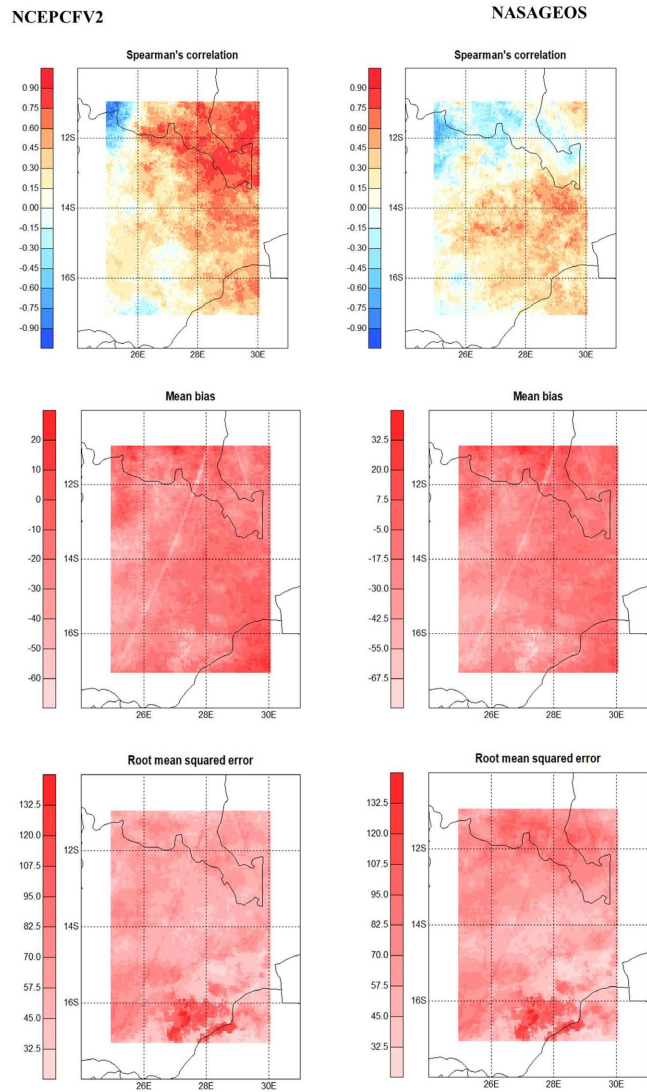 NCEPCFV2
NASAGEOS
Spearman's correlation
0.90
0.75
0.60
0.45
0.30
0.15
0.00
-0.15
-0.30
-0.45
-0.60
-0.75
-0.90
12S
14S
16S
26E
28E
30E
Spearman's correlation
0.90
0.75
0.60
0.45
0.30
0.15
0.00
-0.15
-0.30
-0.45
-0.60
-0.75
-0.90
12S
14S
16S
26E
28E
30E
Mean bias
20
10
0
-10
-20
-30
-40
-50
-60
12S
14S
16S
26E
28E
30E
Mean bias
32.5
20.0
7.5
-5.0
-17.5
-30.0
-42.5
-55.0
-67.5
12S
14S
16S
26E
28E
30E
Root mean squared error
132.5
120.0
107.5
95.0
82.5
70.0
57.5
45.0
32.5
12S
14S
16S
26E
28E
30E
Root mean squared error
132.5
120.0
107.5
95.0
82.5
70.0
57.5
45.0
32.5
12S
14S
16S
26E
28E
30E